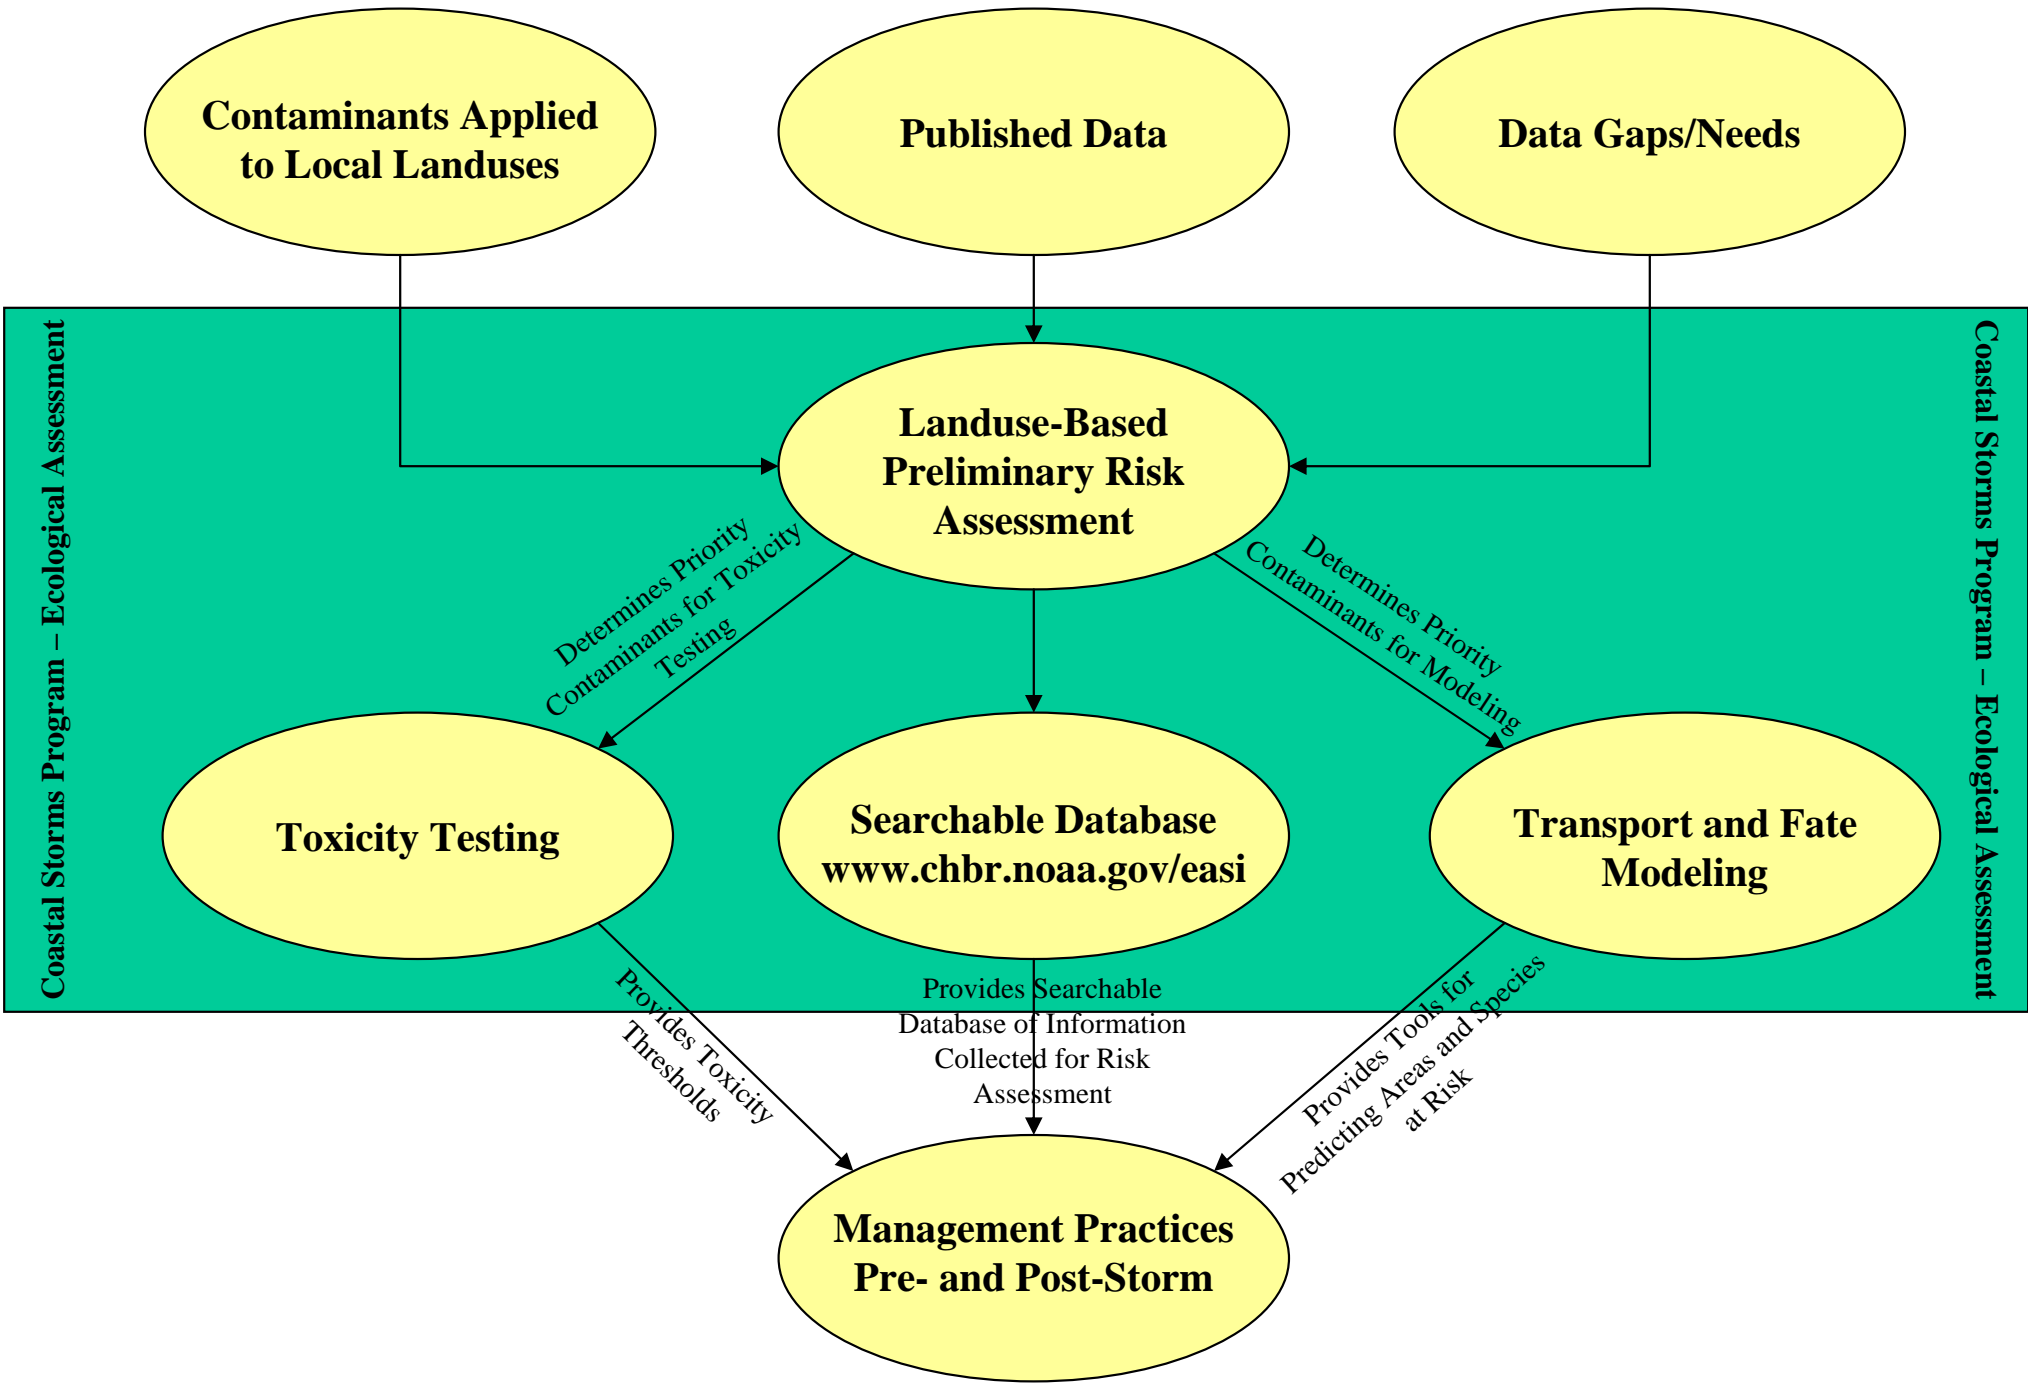 Contaminants Applied
to Local Landuses
Published Data
Data Gaps/Needs
Coastal Storms Program – Ecological Assessment
Coastal Storms Program – Ecological Assessment
Landuse-Based
Preliminary Risk
Assessment
Determines Priority
Contaminants for Toxicity
Testing
Determines Priority
Contaminants for Modeling
Toxicity Testing
Searchable Database
www.chbr.noaa.gov/easi
Transport and Fate
Modeling
Provides Toxicity
Thresholds
Provides Searchable
Database of Information
Collected for Risk
Assessment
Provides Tools for
Predicting Areas and Species
at Risk
Management Practices
Pre- and Post-Storm